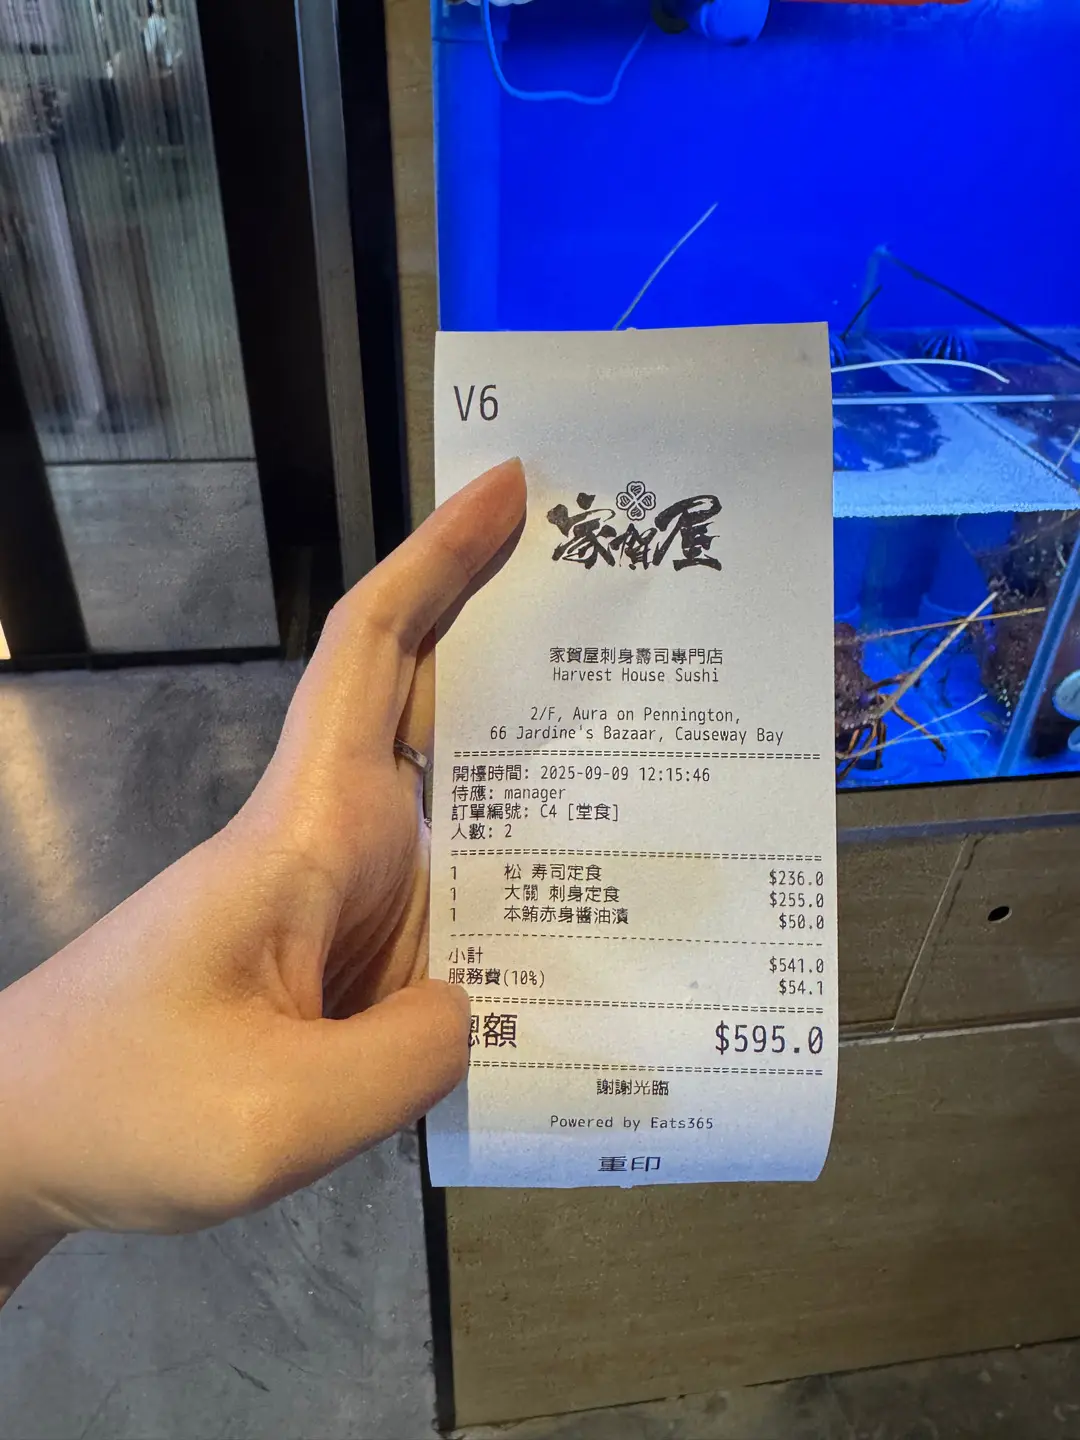 V6
家賀屋
家賀屋刺身壽司專門店
Harvest House Sushi
2/F, Aura on Pennington,
66 Jardine's Bazaar, Causeway Bay
開檯時間: 2025-09-09 12:15:46
侍應: manager
訂單編號: C4 [堂食]
人數: 2
1 松 寿司定食 $236.0
1 大關 刺身定食 $255.0
1 本鮪赤身醬油漬 $50.0
小計 $541.0
服務費(10%) $54.1
總額 $595.0
謝謝光臨
Powered by Eats365
重印